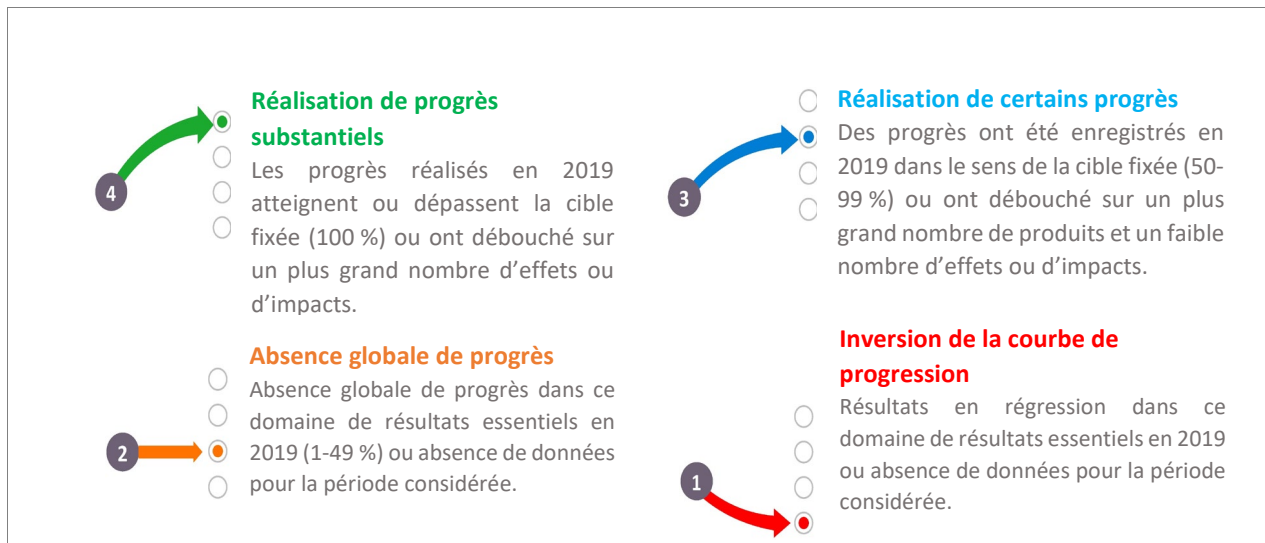 Réalisation de progrès
substantiels
Les progrès réalisés en 2019
atteignent ou dépassent la cible
fixée (100 %) ou ont débouché sur
un plus grand nombre d’effets ou
d’impacts.
4
Réalisation de certains progrès
Des progrès ont été enregistrés en
2019 dans le sens de la cible fixée (50-
99 %) ou ont débouché sur un plus
grand nombre de produits et un faible
nombre d’effets ou d’impacts.
3
Absence globale de progrès
Absence globale de progrès dans ce
domaine de résultats essentiels en
2019 (1-49 %) ou absence de données
pour la période considérée.
2
Inversion de la courbe de
progression
Résultats en régression dans ce
domaine de résultats essentiels en 2019
ou absence de données pour la période
considérée.
1